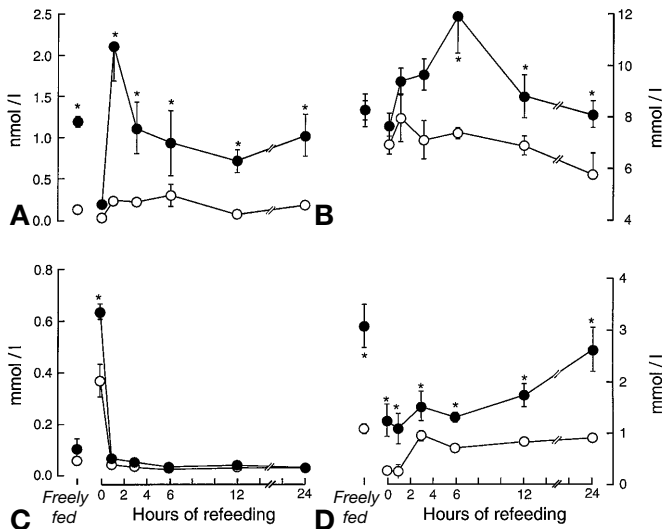 2.5
2.0
1.5
1.0
0.5
0.0
nmol / l
*
*
*
*
*
*
A
12
10
8
6
4
mmol / l
*
*
*
B
0.8
0.6
0.4
0.2
0.0
mmol / l
*
Freely
fed
0 2 4 6 12 24
Hours of refeeding
C
4
3
2
1
0
mmol / l
*
*
*
*
*
*
*
Freely
fed
0 2 4 6 12 24
Hours of refeeding
D